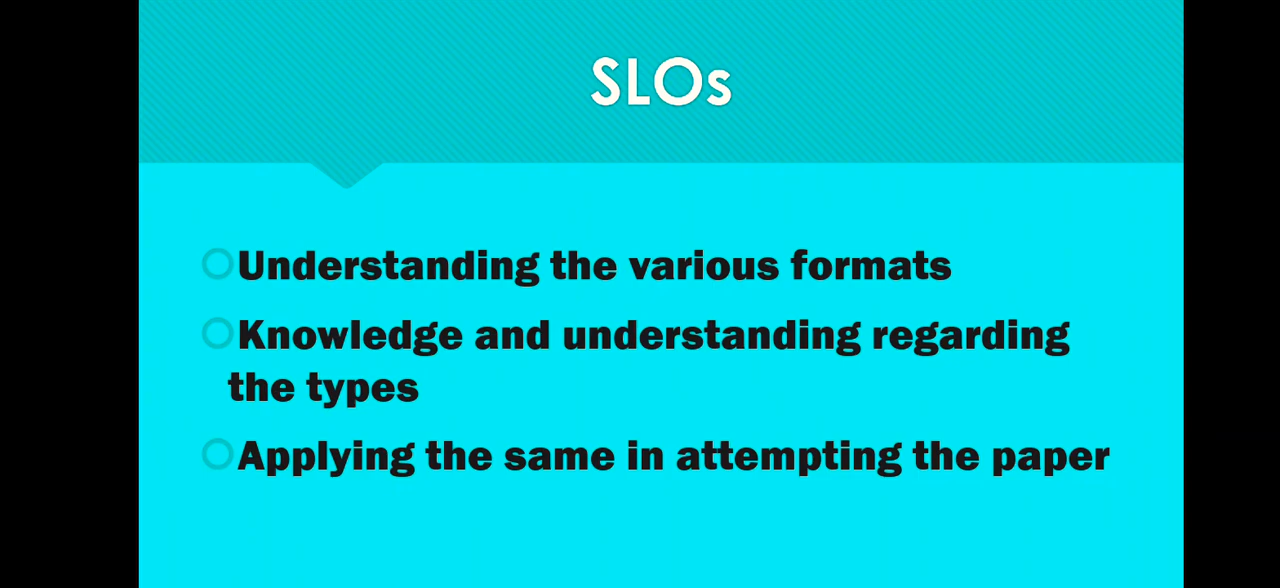 SLOs
Understanding the various formats
Knowledge and understanding regarding
the types
Applying the same in attempting the paper